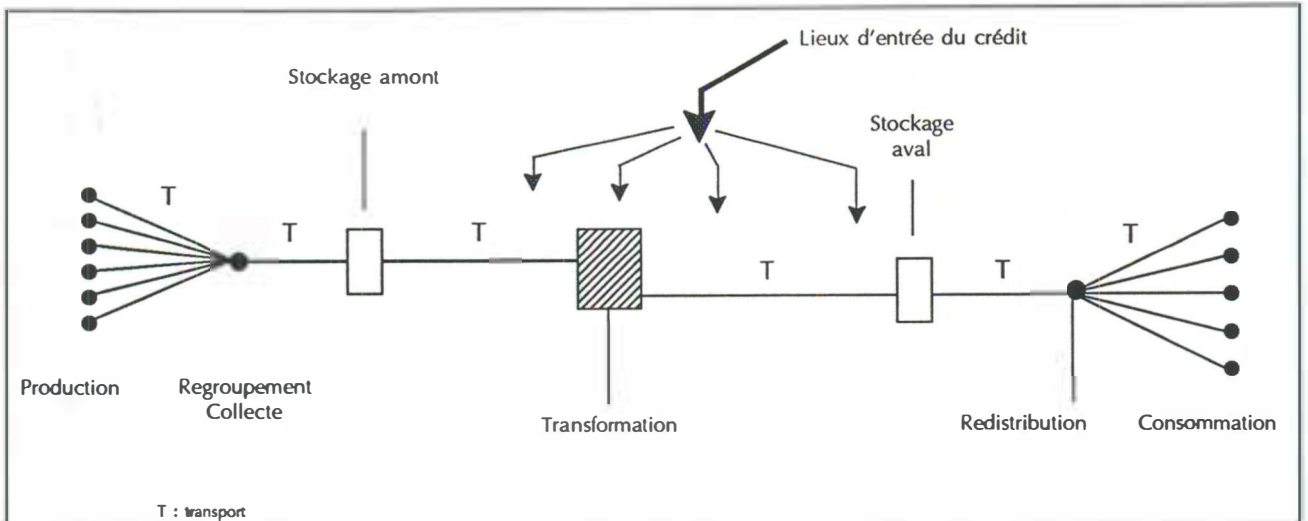 Lieux d'entrée du crédit
Stockage amont
Stockage
aval
T
T
T
T
T
T
Production
Regroupement
Collecte
Transformation
Redistribution
Consommation
T : transport